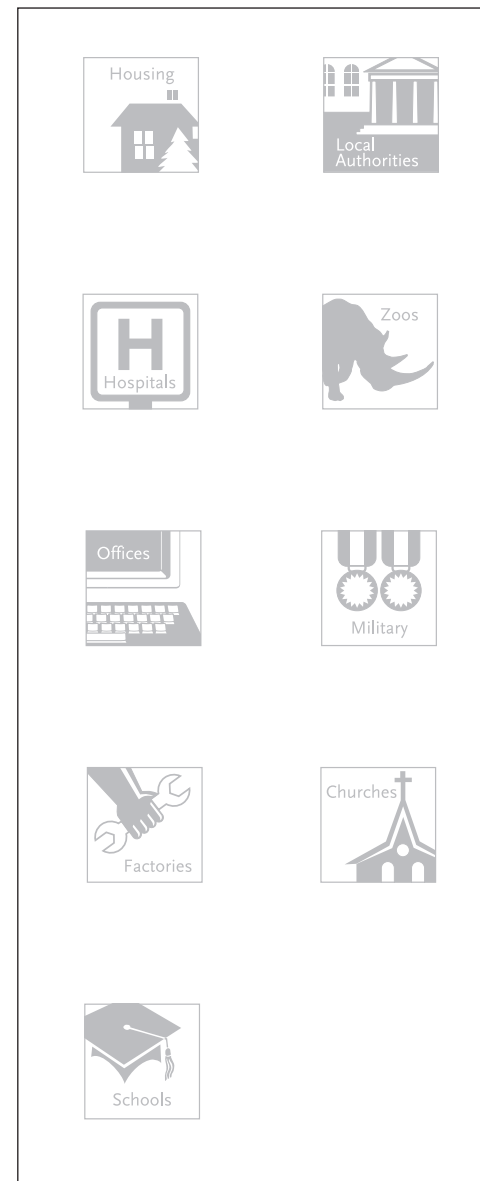 Housing
Local
Authorities
H
Hospitals
Zoos
Offices
Military
Factories
Churches
Schools